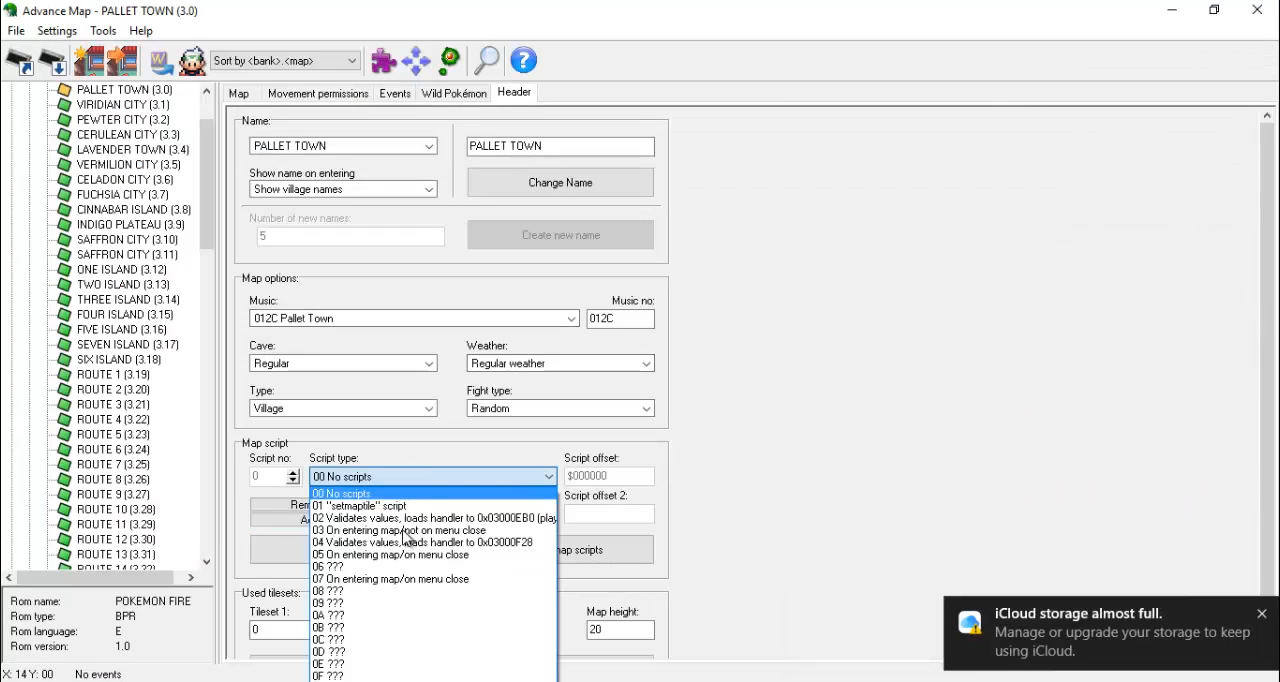 Advance Map - PALLET TOWN (3.0)
File Settings Tools Help
Sort by <bank>.<map>
PALLET TOWN (3.0)
VIRIDIAN CITY (3.1)
PEWTER CITY (3.2)
CERULEAN CITY (3.3)
LAVENDER TOWN (3.4)
VERMILION CITY (3.5)
CELADON CITY (3.6)
FUCHSIA CITY (3.7)
CINNABAR ISLAND (3.8)
INDIGO PLATEAU (3.9)
SAFFRON CITY (3.10)
SAFFRON CITY (3.11)
ONE ISLAND (3.12)
TWO ISLAND (3.13)
THREE ISLAND (3.14)
FOUR ISLAND (3.15)
FIVE ISLAND (3.16)
SEVEN ISLAND (3.17)
SIX ISLAND (3.18)
ROUTE 1 (3.19)
ROUTE 2 (3.20)
ROUTE 3 (3.21)
ROUTE 4 (3.22)
ROUTE 5 (3.23)
ROUTE 6 (3.24)
ROUTE 7 (3.25)
ROUTE 8 (3.26)
ROUTE 9 (3.27)
ROUTE 10 (3.28)
ROUTE 11 (3.29)
ROUTE 12 (3.30)
ROUTE 13 (3.31)
ROUTE 14 (3.32)
Rom name: POKEMON FIRE
Rom type: BPR
Rom language: E
Rom version: 1.0
X: 14 Y: 00 No events
Map Movement permissions Events Wild Pokémon Header
Name:
PALLET TOWN PALLET TOWN
Show name on entering
Show village names Change Name
Number of new names:
5 Create new name
Map options:
Music: Music no:
012C Pallet Town 012C
Cave: Weather:
Regular Regular weather
Type: Fight type:
Village Random
Map script
Script no: Script type: Script offset:
0 00 No scripts $000000
00 No scripts Script offset 2:
01 "setmaptile" script
02 Validates values, loads handler to 0x03000EB0 (play
03 On entering map/not on menu close
04 Validates values, loads handler to 0x03000F28
05 On entering map/on menu close
06 ???
07 On entering map/on menu close
08 ???
09 ???
0A ???
0B ???
0C ???
0D ???
0E ???
0F ???
map scripts
Used tilesets:
Tileset 1: Map height:
0 20
iCloud storage almost full.
Manage or upgrade your storage to keep
using iCloud.